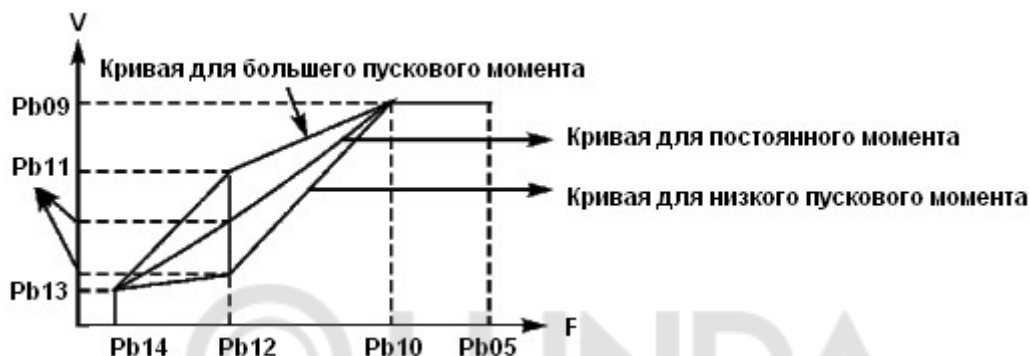 V
Кривая для большего пускового момента
Pb09
Кривая для постоянного момента
Pb11
Кривая для низкого пускового момента
Pb13
F
Pb14 Pb12 Pb10 Pb05